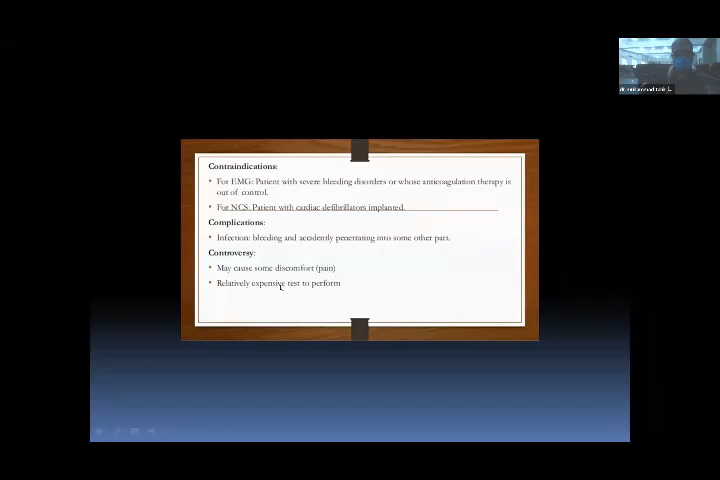 Contraindications:
• For EMG: Patient with severe bleeding disorders or whose anticoagulation therapy is
out of control.
• For NCS: Patient with cardiac defibrillators implanted.
Complications:
• Infection: bleeding and accidently penetrating into some other part.
Controversy:
• May cause some discomfort (pain)
• Relatively expensive test to perform